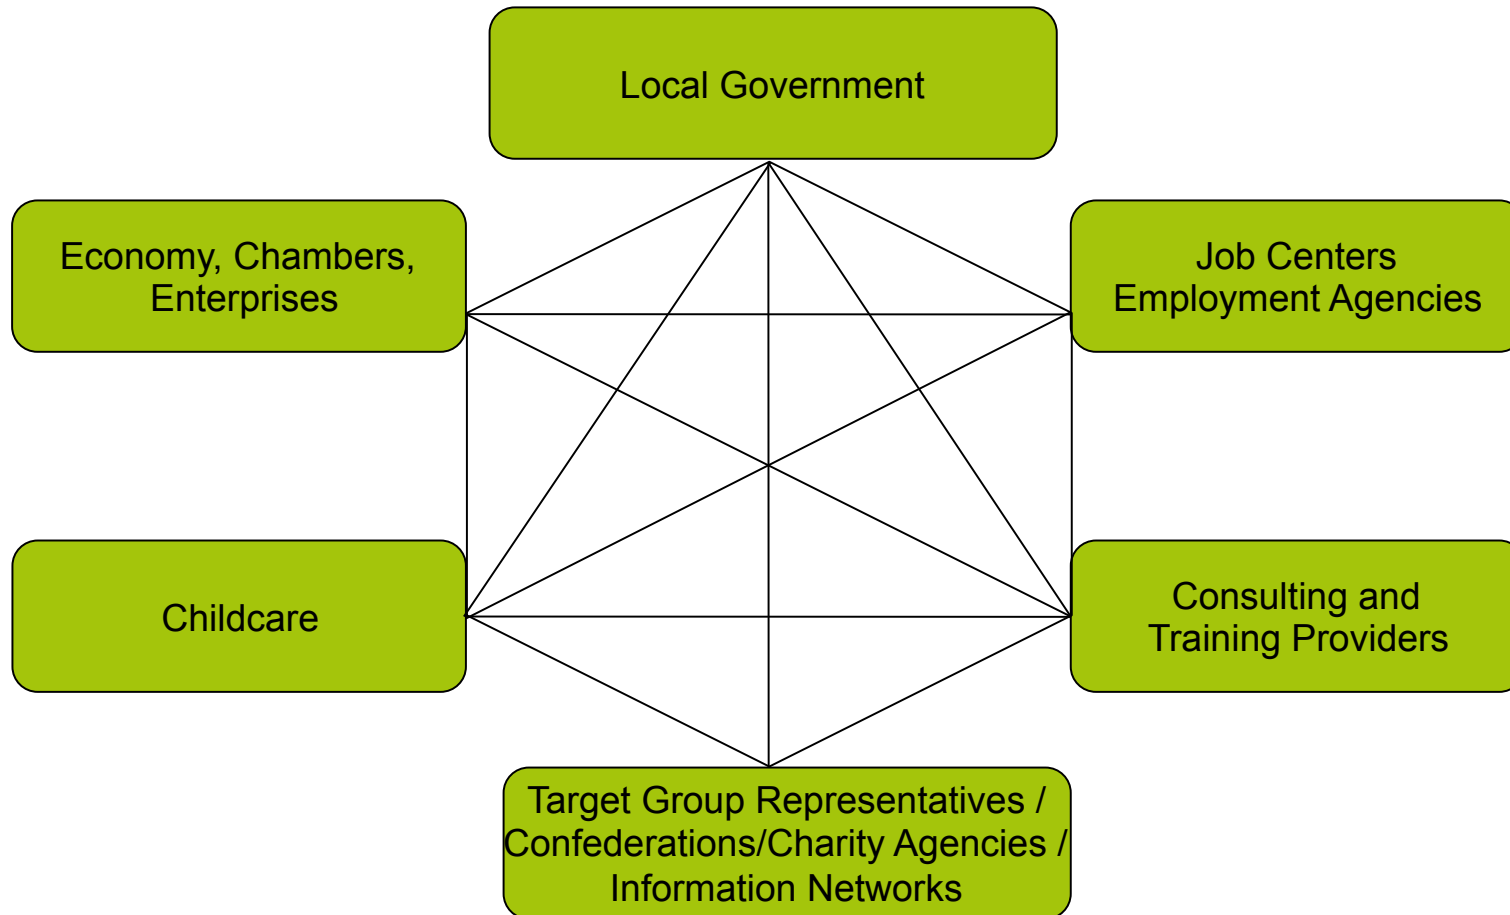 Local Government
Economy, Chambers,
Enterprises
Job Centers
Employment Agencies
Childcare
Consulting and
Training Providers
Target Group Representatives /
Confederations/Charity Agencies /
Information Networks